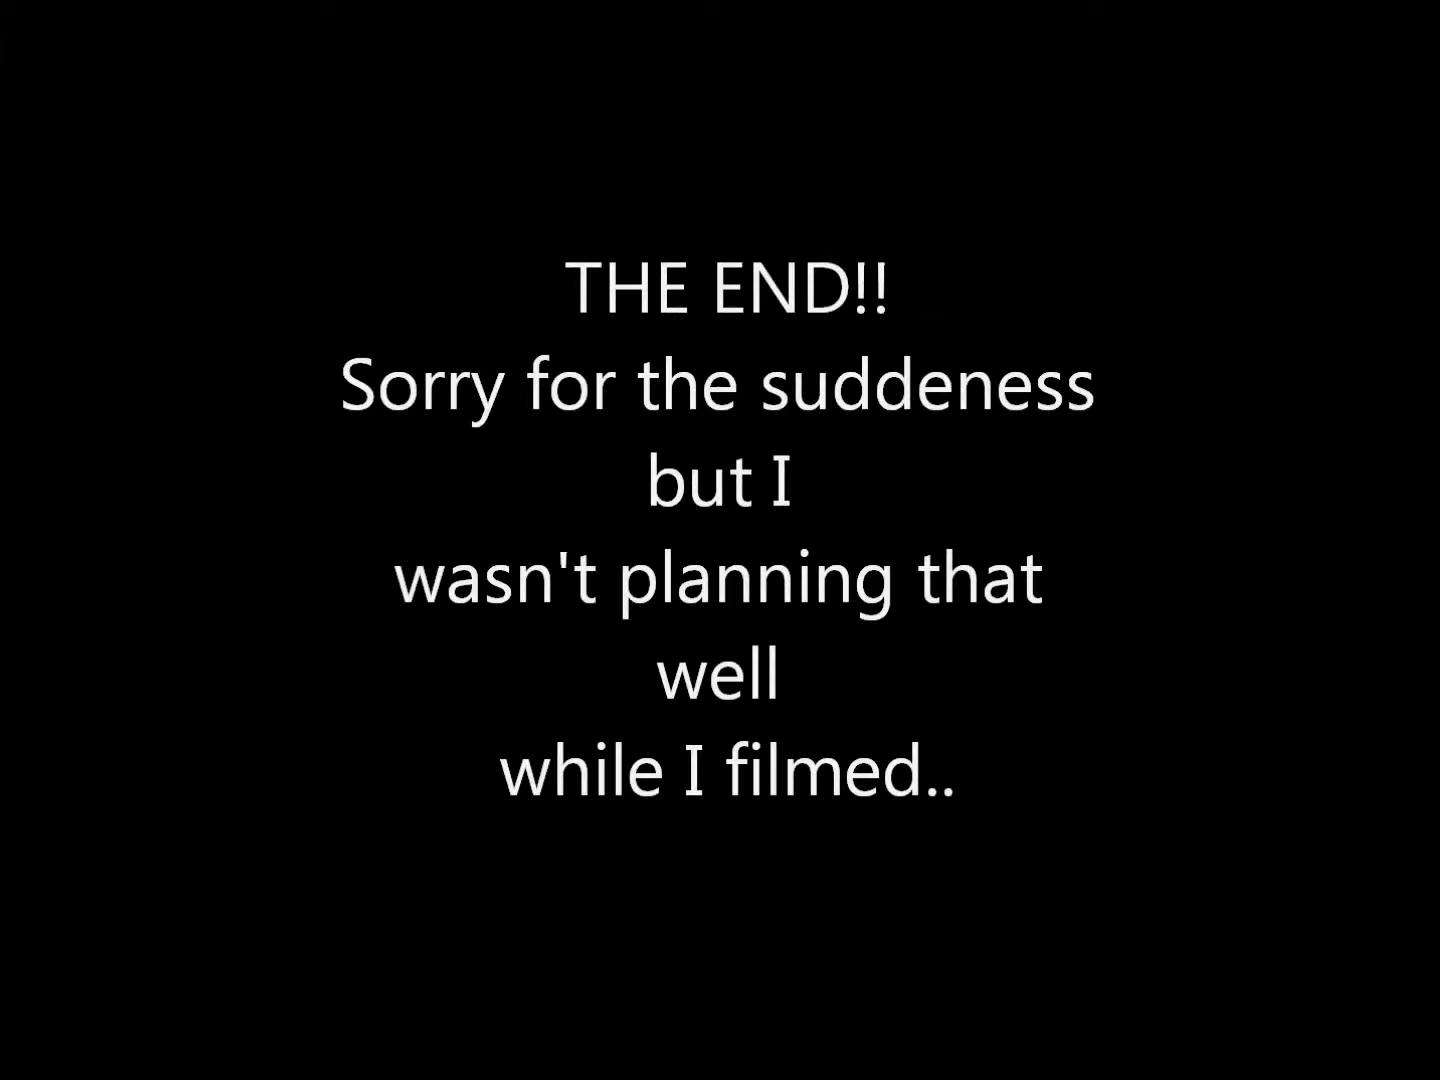 THE END!!
Sorry for the suddeness
but I
wasn't planning that
well
while I filmed..